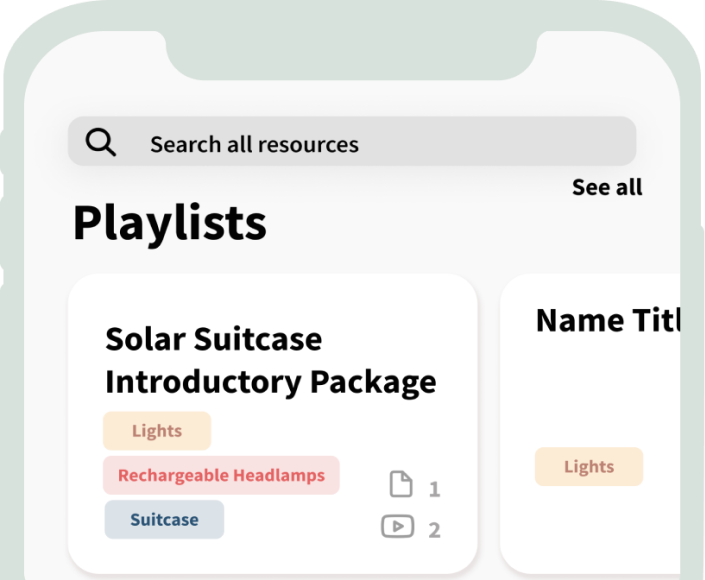 Search all resources
See all
Playlists
Solar Suitcase
Introductory Package
Lights
Rechargeable Headlamps
Suitcase
1
2
Name Titl
Lights